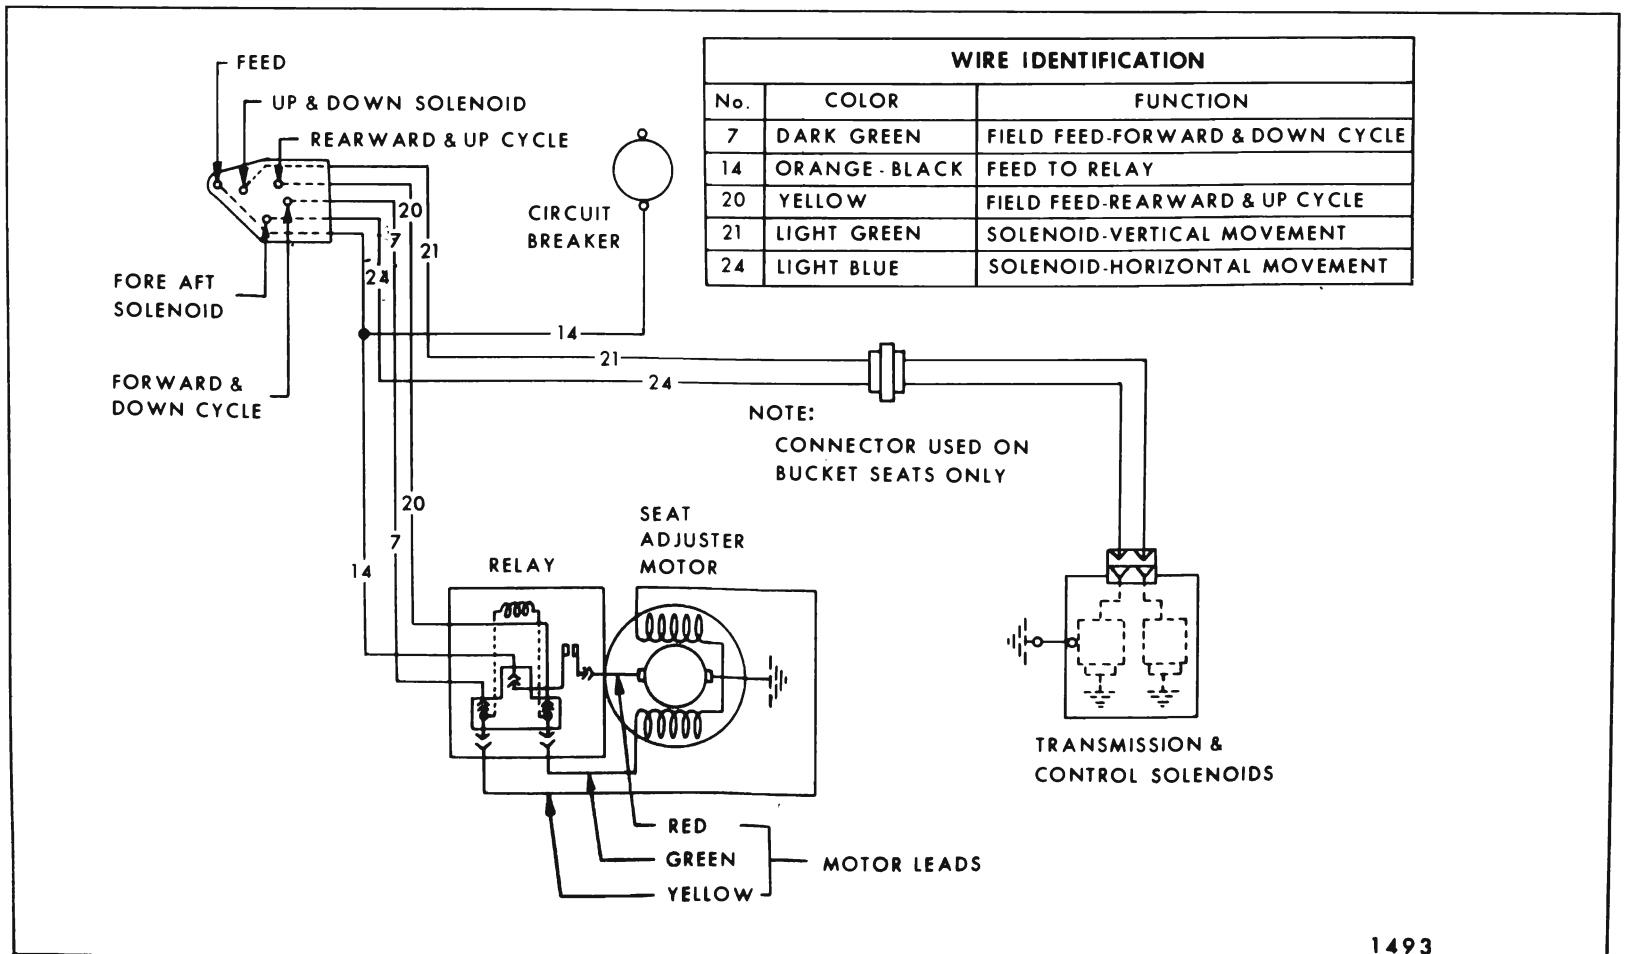 FEED
UP & DOWN SOLENOID
REARWARD & UP CYCLE
FORE AFT
SOLENOID
FORWARD &
DOWN CYCLE
CIRCUIT
BREAKER
WIRE IDENTIFICATION
No. COLOR FUNCTION
7 DARK GREEN FIELD FEED-FORWARD & DOWN CYCLE
14 ORANGE - BLACK FEED TO RELAY
20 YELLOW FIELD FEED-REARWARD & UP CYCLE
21 LIGHT GREEN SOLENOID-VERTICAL MOVEMENT
24 LIGHT BLUE SOLENOID-HORIZONTAL MOVEMENT
20
7
21
24
14
21
24
NOTE:
CONNECTOR USED ON
BUCKET SEATS ONLY
20
7
14
RELAY
SEAT
ADJUSTER
MOTOR
TRANSMISSION &
CONTROL SOLENOIDS
RED
GREEN
YELLOW
MOTOR LEADS
1493